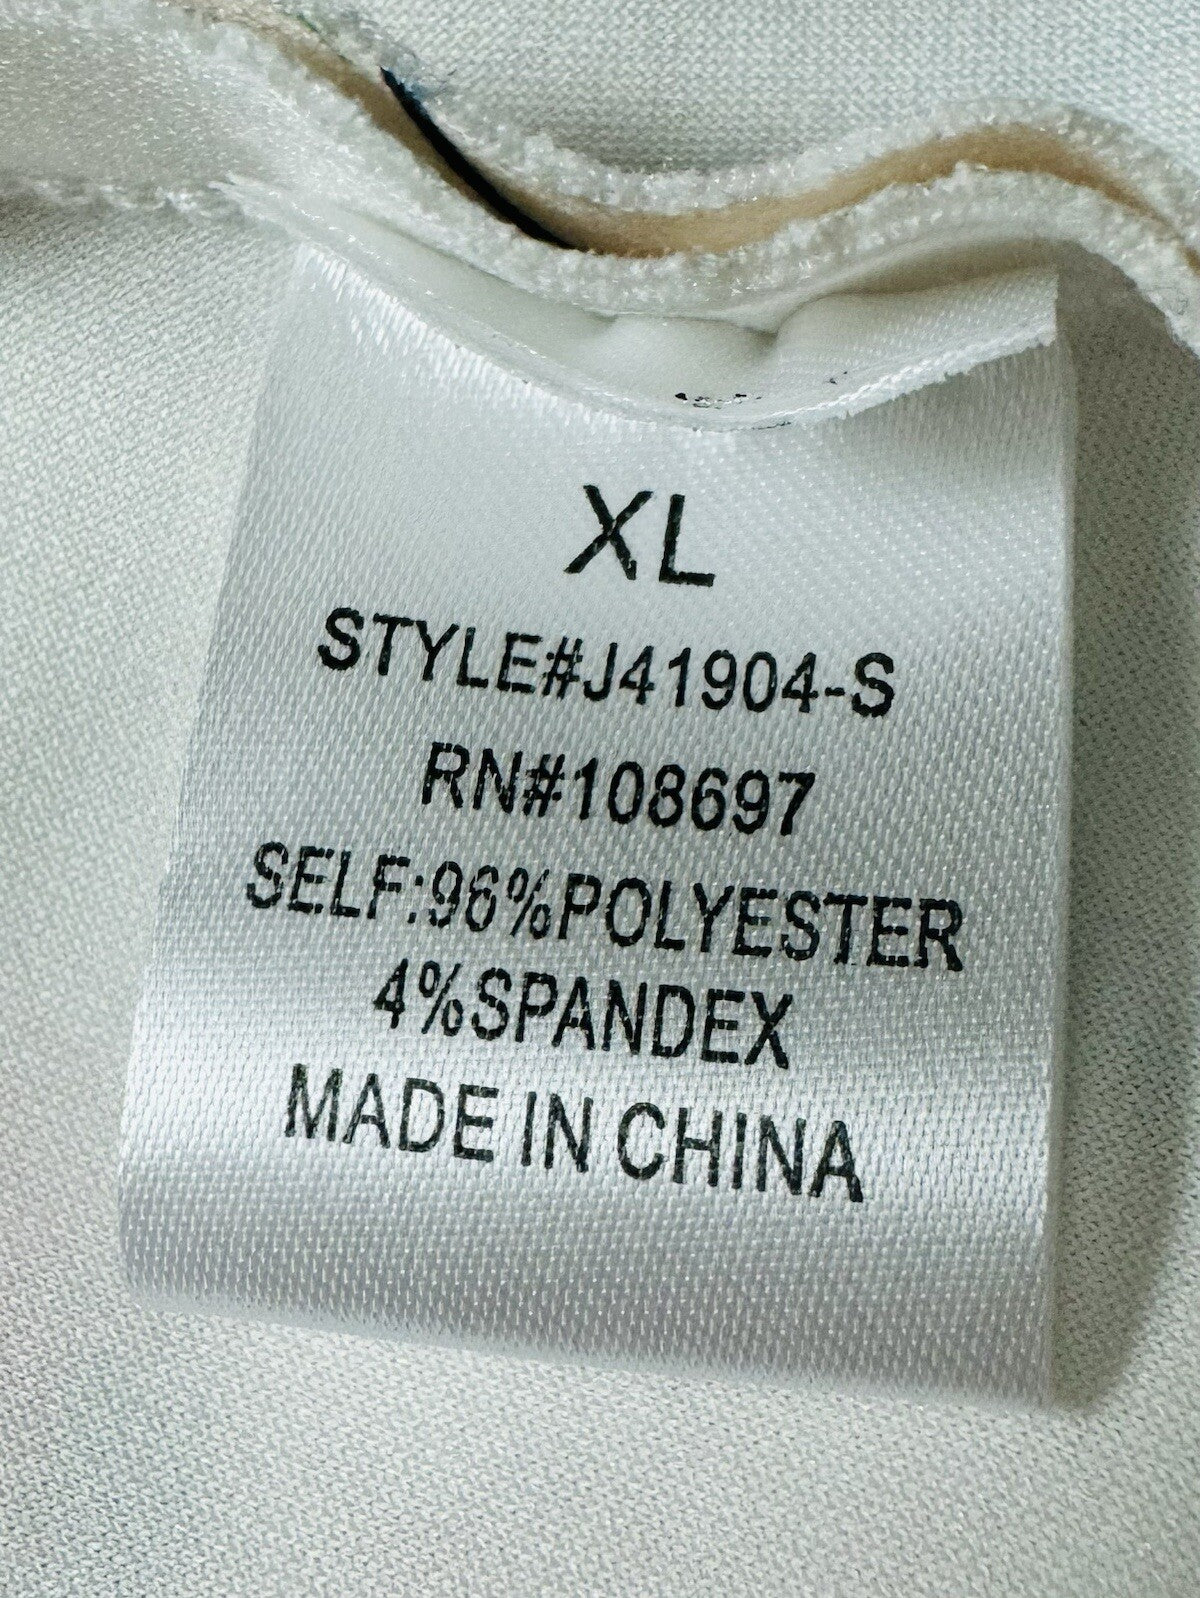 XL
STYLE#J41904-S
RN#108697
SELF:96%POLYESTER
4%SPANDEX
MADE IN CHINA